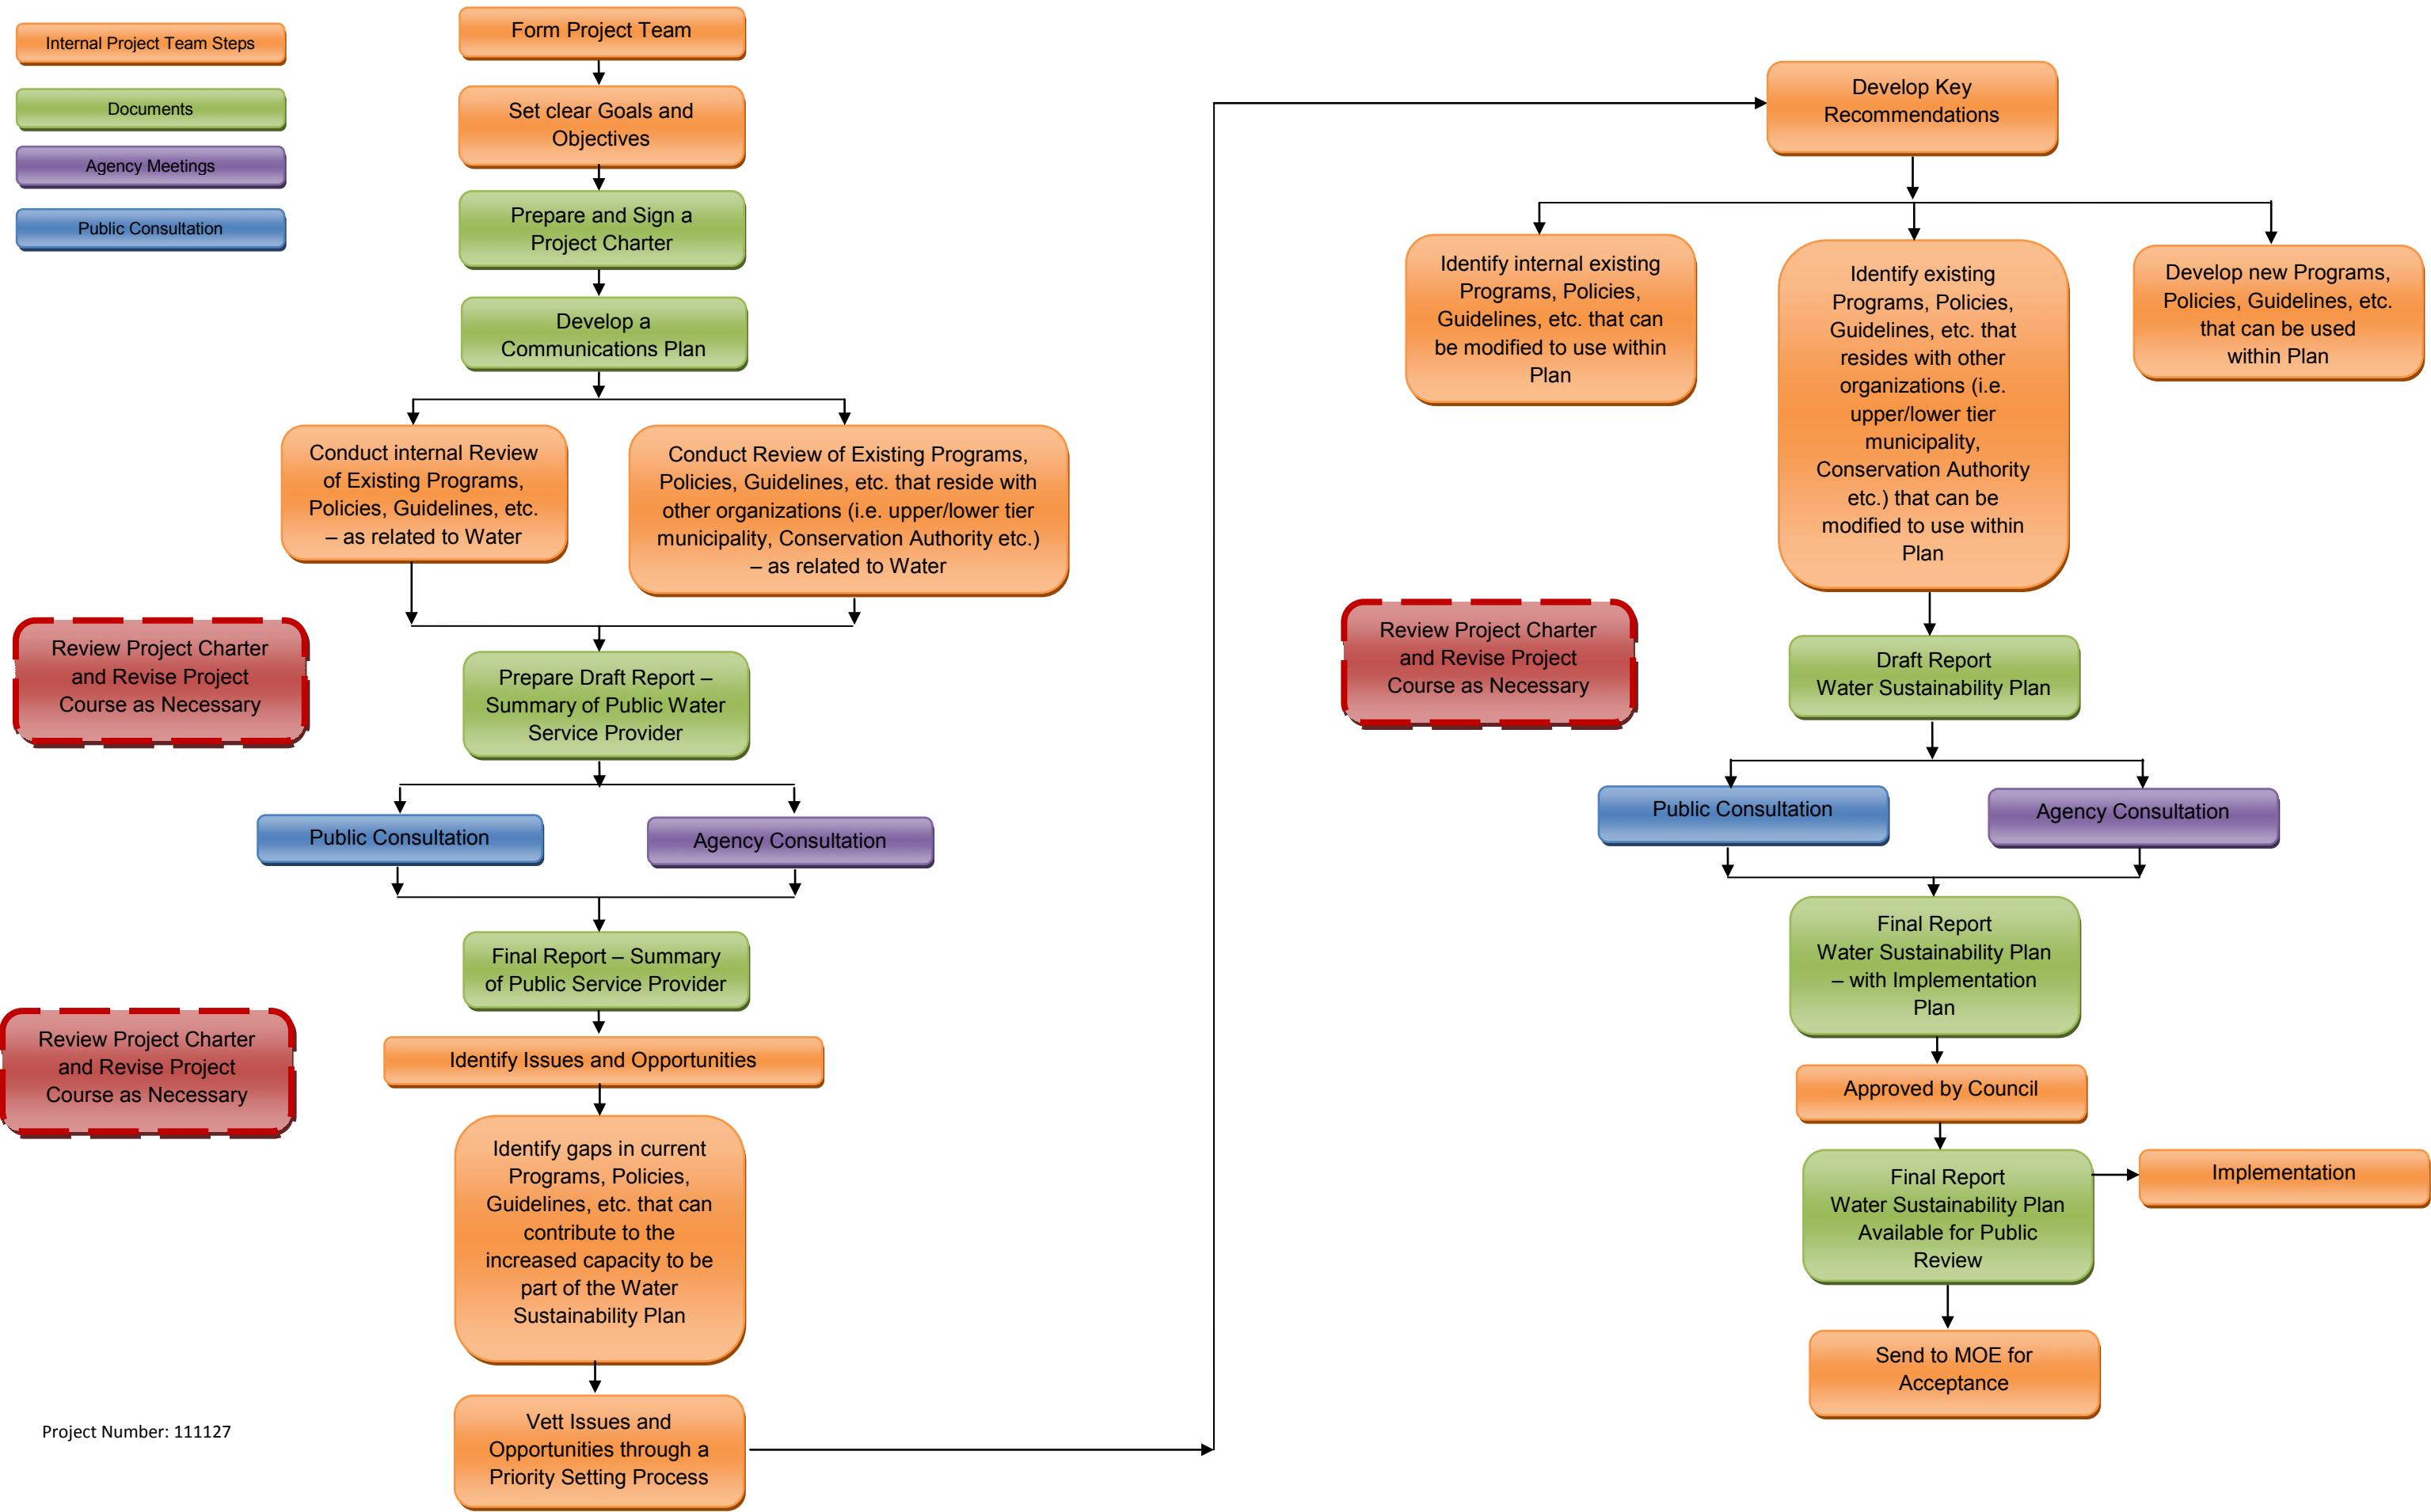 Internal Project Team Steps
Documents
Agency Meetings
Public Consultation
Form Project Team
Set clear Goals and
Objectives
Prepare and Sign a
Project Charter
Develop a
Communications Plan
Conduct internal Review
of Existing Programs,
Policies, Guidelines, etc.
– as related to Water
Conduct Review of Existing Programs,
Policies, Guidelines, etc. that reside with
other organizations (i.e. upper/lower tier
municipality, Conservation Authority etc.)
– as related to Water
Review Project Charter
and Revise Project
Course as Necessary
Prepare Draft Report –
Summary of Public Water
Service Provider
Public Consultation
Agency Consultation
Final Report – Summary
of Public Service Provider
Review Project Charter
and Revise Project
Course as Necessary
Identify Issues and Opportunities
Identify gaps in current
Programs, Policies,
Guidelines, etc. that can
contribute to the
increased capacity to be
part of the Water
Sustainability Plan
Vett Issues and
Opportunities through a
Priority Setting Process
Project Number: 111127
Develop Key
Recommendations
Identify internal existing
Programs, Policies,
Guidelines, etc. that can
be modified to use within
Plan
Identify existing
Programs, Policies,
Guidelines, etc. that
resides with other
organizations (i.e.
upper/lower tier
municipality,
Conservation Authority
etc.) that can be
modified to use within
Plan
Develop new Programs,
Policies, Guidelines, etc.
that can be used
within Plan
Review Project Charter
and Revise Project
Course as Necessary
Draft Report
Water Sustainability Plan
Public Consultation
Agency Consultation
Final Report
Water Sustainability Plan
– with Implementation
Plan
Approved by Council
Final Report
Water Sustainability Plan
Available for Public
Review
Implementation
Send to MOE for
Acceptance